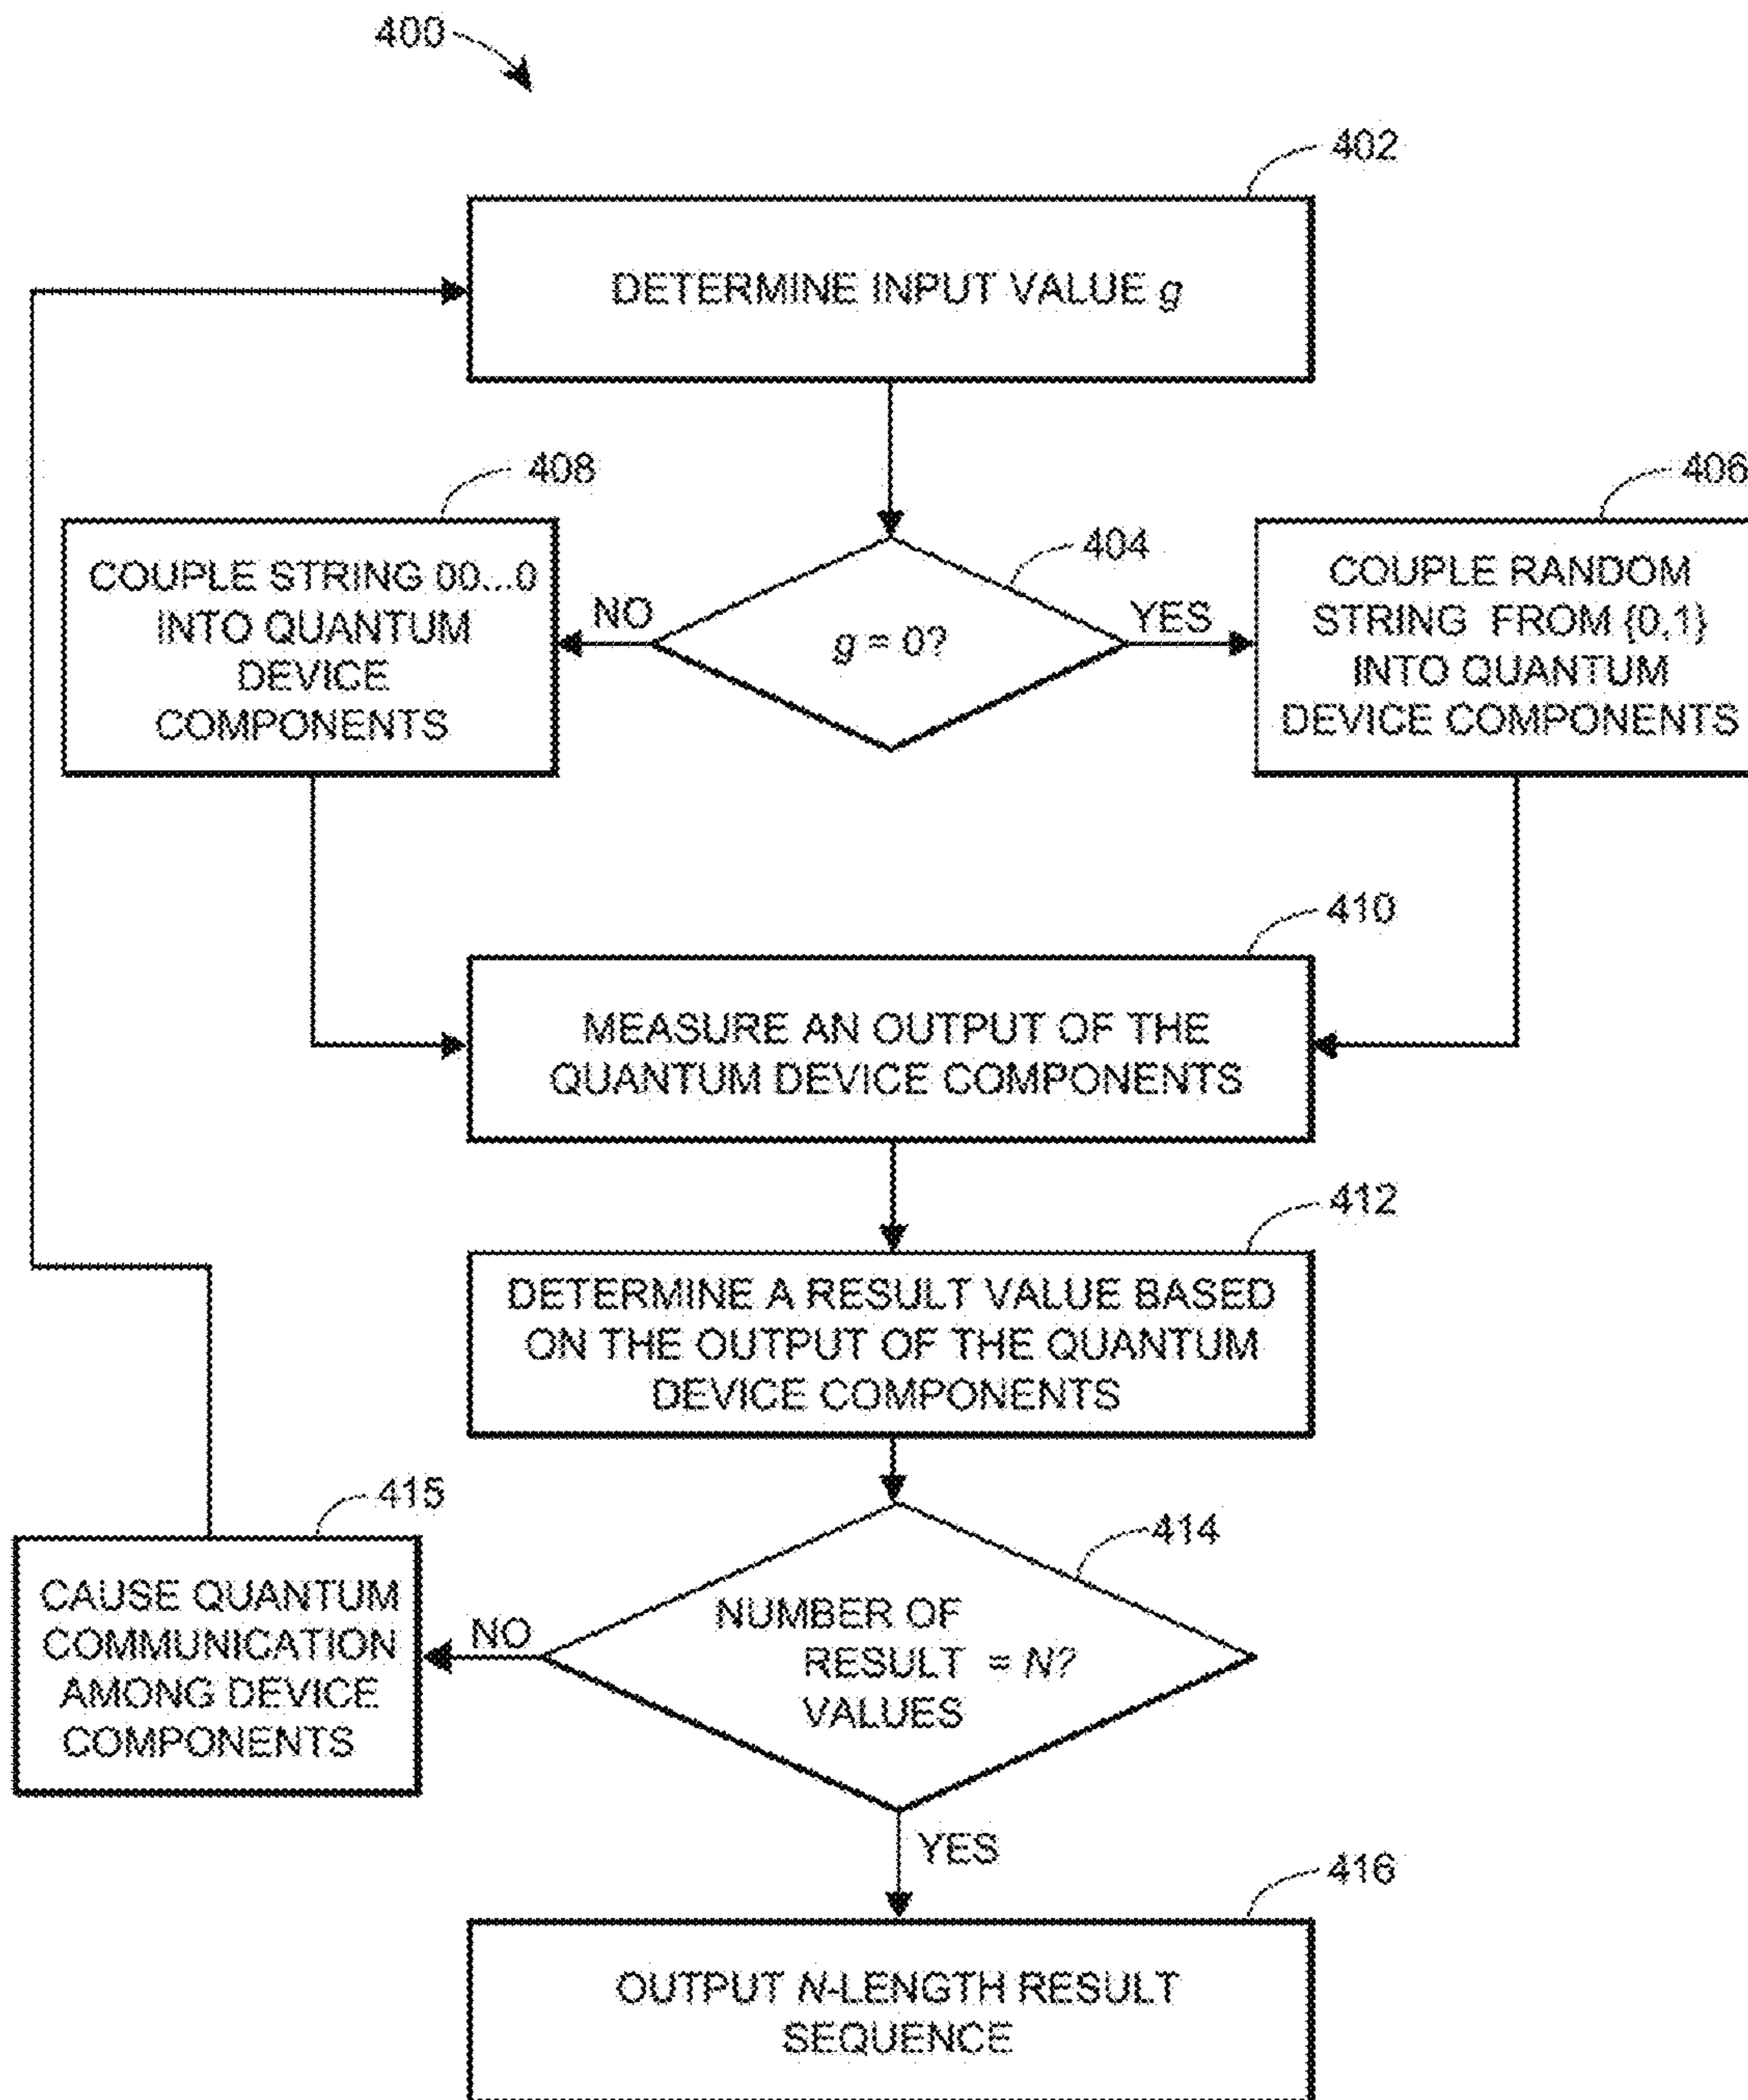 400
402
DETERMINE INPUT VALUE g
408
406
404
COUPLE STRING 00...0
INTO QUANTUM
DEVICE
COMPONENTS
NO
g = 0?
YES
COUPLE RANDOM
STRING FROM {0,1}
INTO QUANTUM
DEVICE COMPONENTS
410
MEASURE AN OUTPUT OF THE
QUANTUM DEVICE COMPONENTS
412
DETERMINE A RESULT VALUE BASED
ON THE OUTPUT OF THE QUANTUM
DEVICE COMPONENTS
415
414
CAUSE QUANTUM
COMMUNICATION
AMONG DEVICE
COMPONENTS
NO
NUMBER OF
RESULT = N?
VALUES
YES
416
OUTPUT N-LENGTH RESULT
SEQUENCE